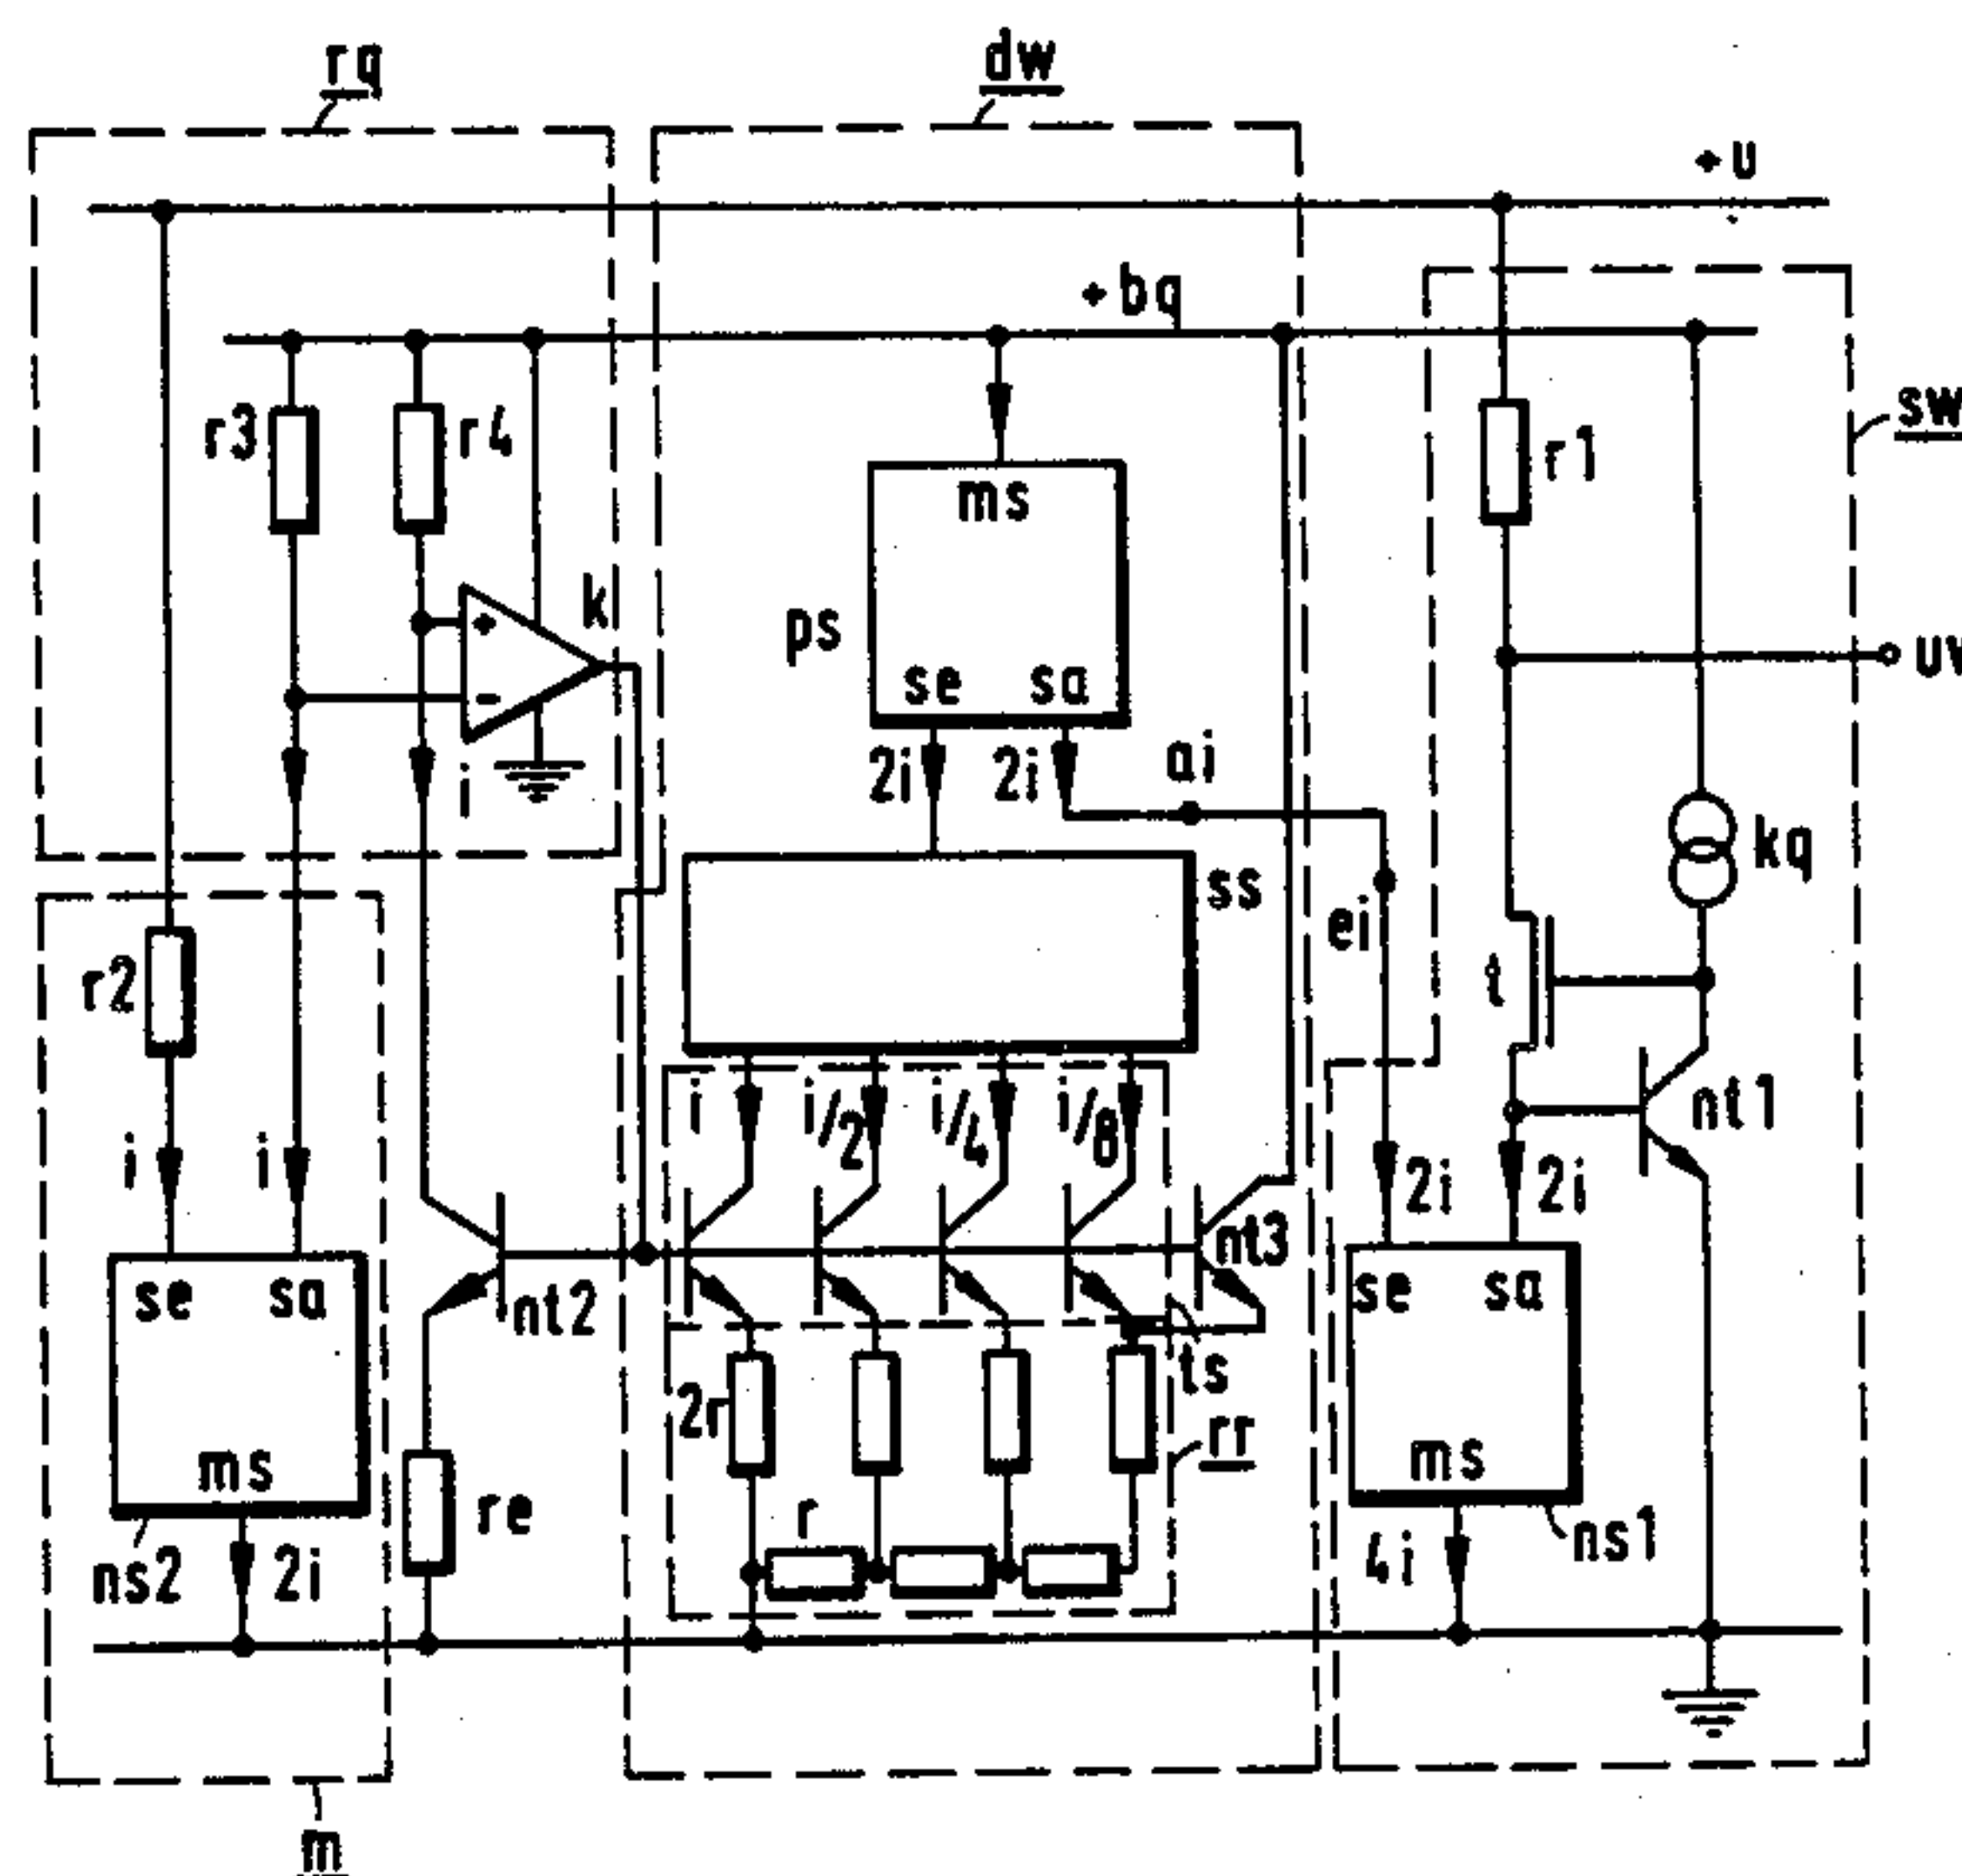 rq
dw
+u
+bq
sw
r3
r4
ms
r1
k
+
-
ps
se sa
uv
i
2i 2i
ai
kq
ss
ei
r2
t
i i/2 i/4 i/8
nt1
i i
2i 2i
nt3
se sa
nt2
se sa
2r
ts
rr
ms
re
r
ms
ns2
2i
4i
ns1
m